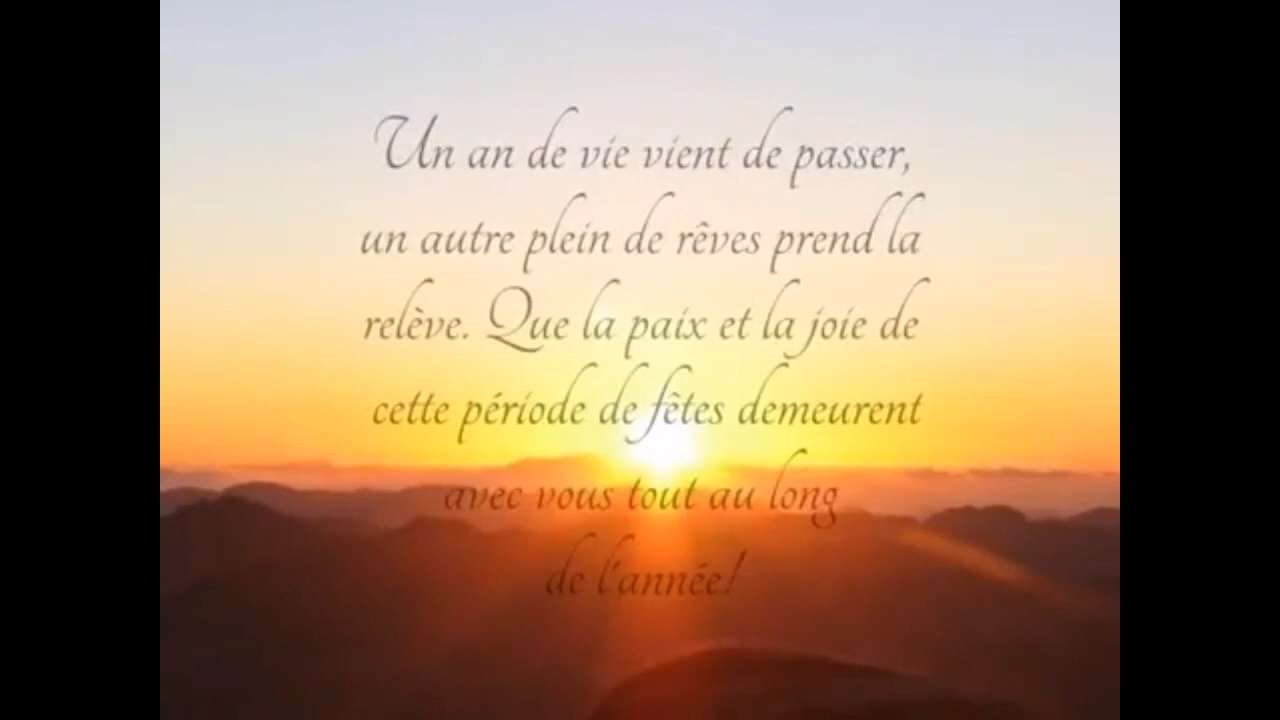 Un an de vie vient de passer,
un autre plein de rêves prend la
relève. Que la paix et la joie de
cette période de fêtes demeurent
avec vous tout au long
de l'année!